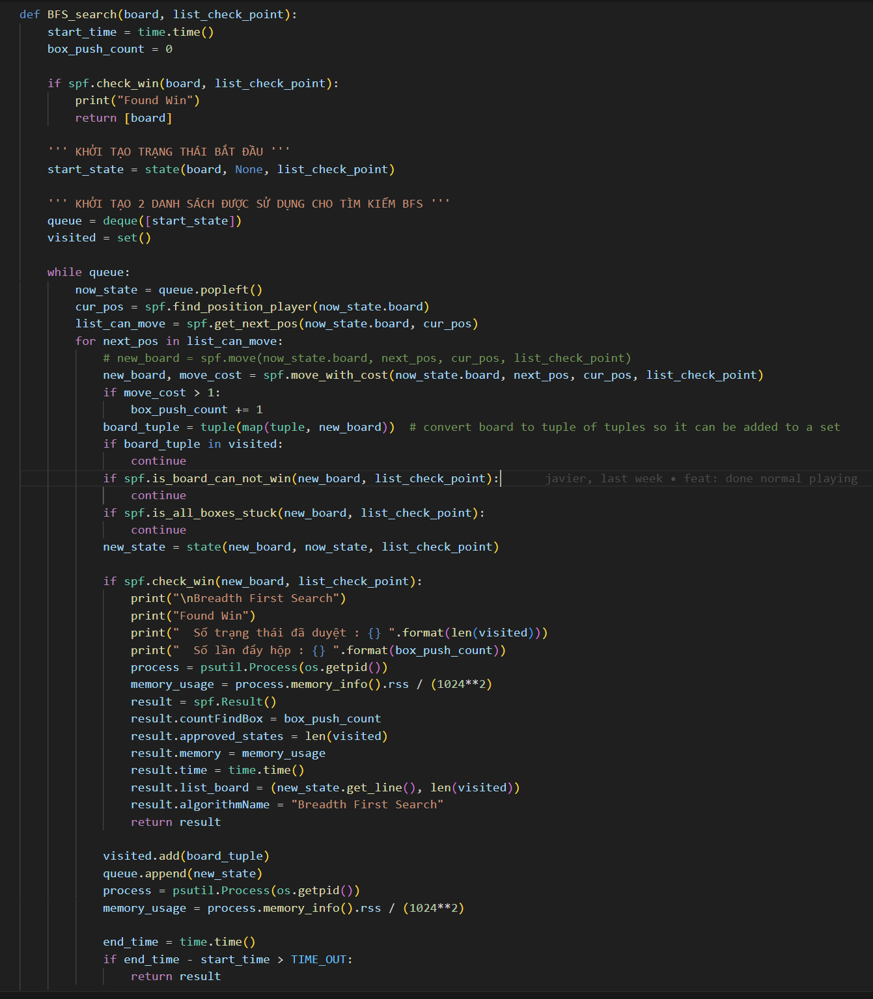 def BFS_search(board, list_check_point):
    start_time = time.time()
    box_push_count = 0

    if spf.check_win(board, list_check_point):
        print("Found Win")
        return [board]

    ''' KHỞI TẠO TRẠNG THÁI BẮT ĐẦU '''
    start_state = state(board, None, list_check_point)

    ''' KHỞI TẠO 2 DANH SÁCH ĐƯỢC SỬ DỤNG CHO TÌM KIẾM BFS '''
    queue = deque([start_state])
    visited = set()

    while queue:
        now_state = queue.popleft()
        cur_pos = spf.find_position_player(now_state.board)
        list_can_move = spf.get_next_pos(now_state.board, cur_pos)
        for next_pos in list_can_move:
            # new_board = spf.move(now_state.board, next_pos, cur_pos, list_check_point)
            new_board, move_cost = spf.move_with_cost(now_state.board, next_pos, cur_pos, list_check_point)
            if move_cost > 1:
                box_push_count += 1
            board_tuple = tuple(map(tuple, new_board))  # convert board to tuple of tuples so it can be added to a set
            if board_tuple in visited:
                continue
            if spf.is_board_can_not_win(new_board, list_check_point):       javier, last week • feat: done normal playing
                continue
            if spf.is_all_boxes_stuck(new_board, list_check_point):
                continue
            new_state = state(new_board, now_state, list_check_point)

            if spf.check_win(new_board, list_check_point):
                print("\nBreadth First Search")
                print("Found Win")
                print("  Số trạng thái đã duyệt : {} ".format(len(visited)))
                print("  Số lần đẩy hộp : {} ".format(box_push_count))
                process = psutil.Process(os.getpid())
                memory_usage = process.memory_info().rss / (1024**2)
                result = spf.Result()
                result.countFindBox = box_push_count
                result.approved_states = len(visited)
                result.memory = memory_usage
                result.time = time.time()
                result.list_board = (new_state.get_line(), len(visited))
                result.algorithmName = "Breadth First Search"
                return result

            visited.add(board_tuple)
            queue.append(new_state)
            process = psutil.Process(os.getpid())
            memory_usage = process.memory_info().rss / (1024**2)

            end_time = time.time()
            if end_time - start_time > TIME_OUT:
                return result